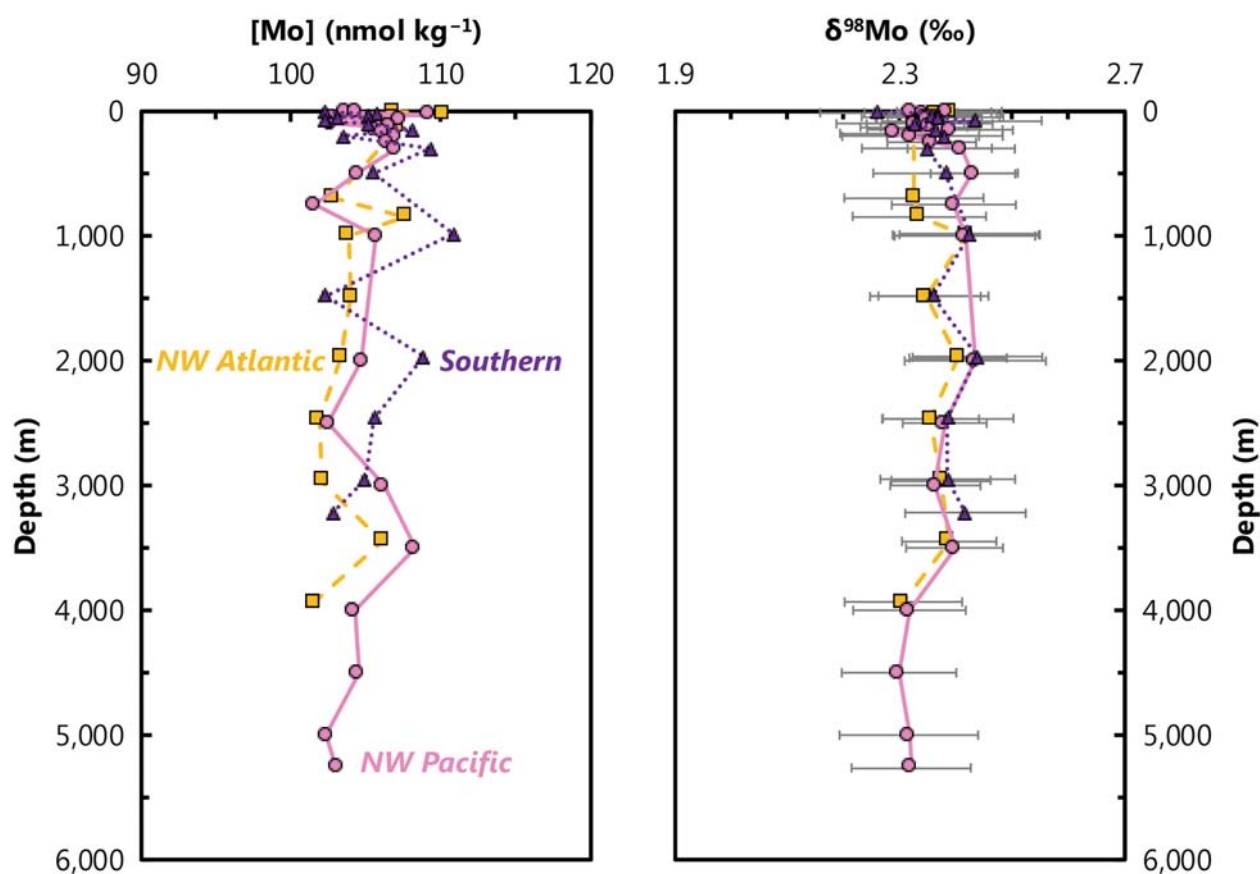 [Mo] (nmol kg⁻¹) δ⁹⁸Mo (‰)
90 100 110 120 1.9 2.3 2.7
0 0
1,000 1,000
NW Atlantic Southern
2,000 2,000
3,000 3,000
Depth (m) Depth (m)
4,000 4,000
5,000 5,000
NW Pacific
6,000 6,000